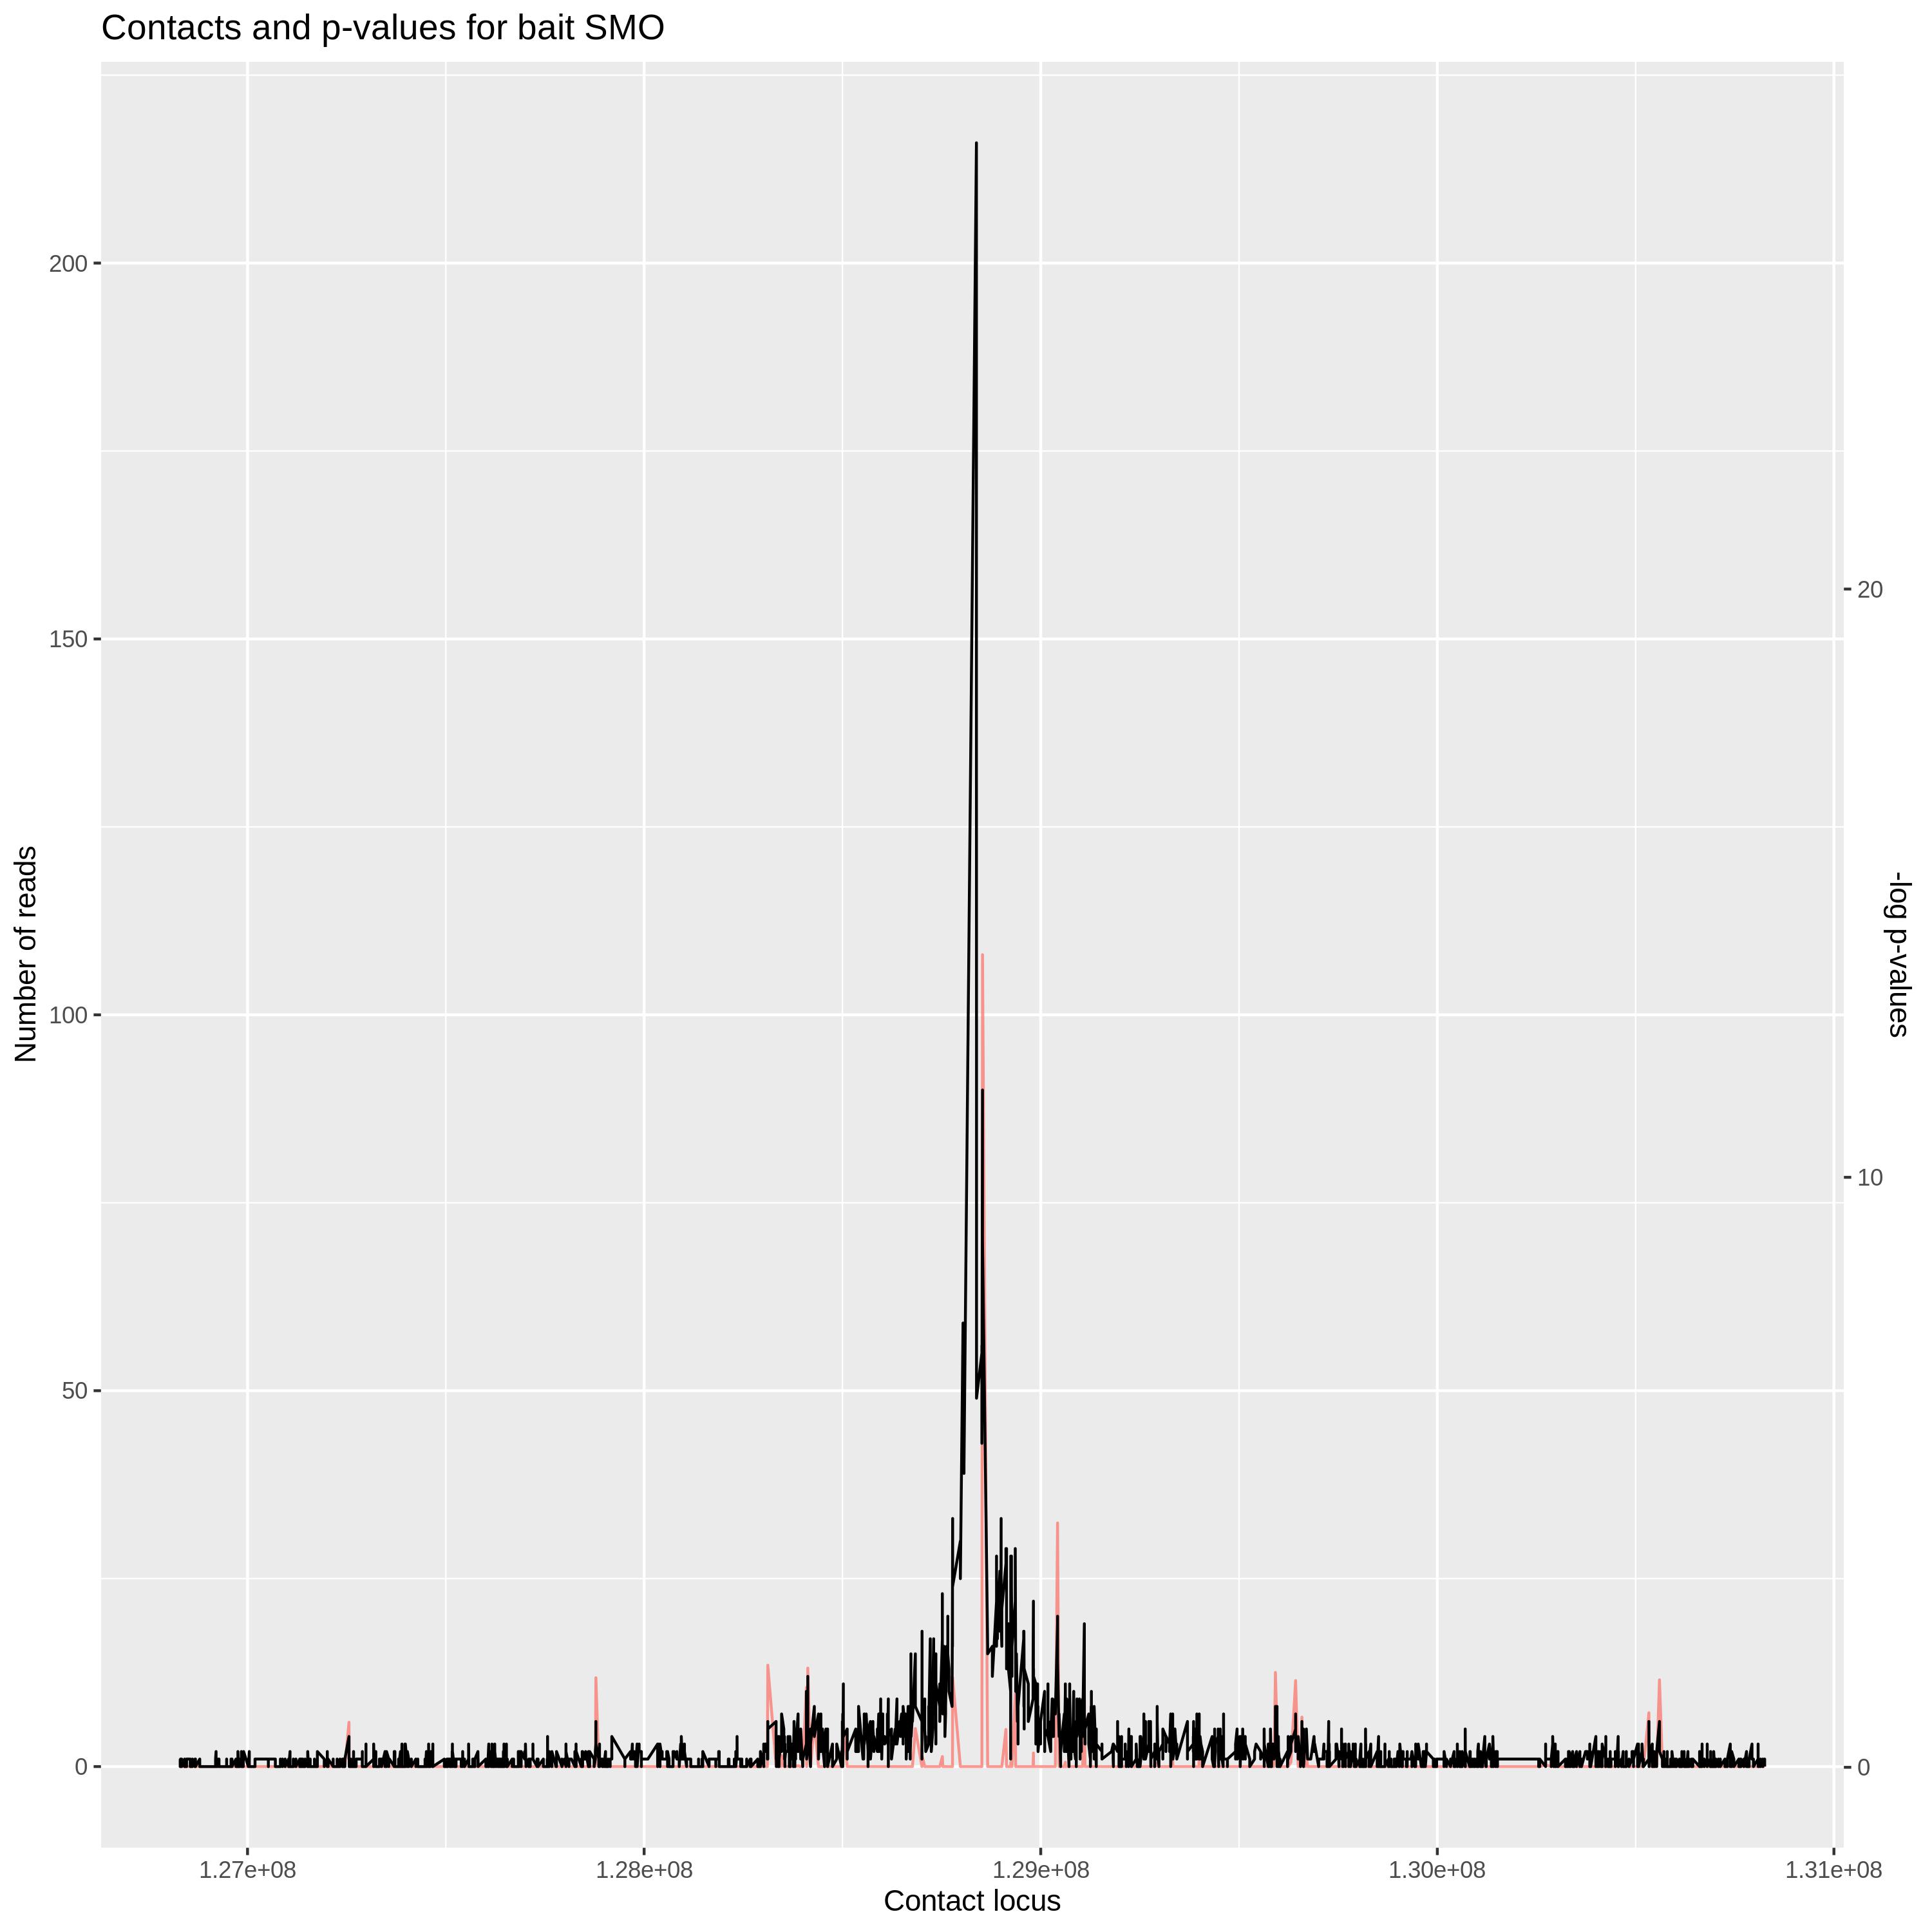 Contacts and p-values for bait SMO
200
150
100
50
0
Number of reads
20
10
0
-log p-values
1.27e+08
1.28e+08
1.29e+08
1.30e+08
1.31e+08
Contact locus